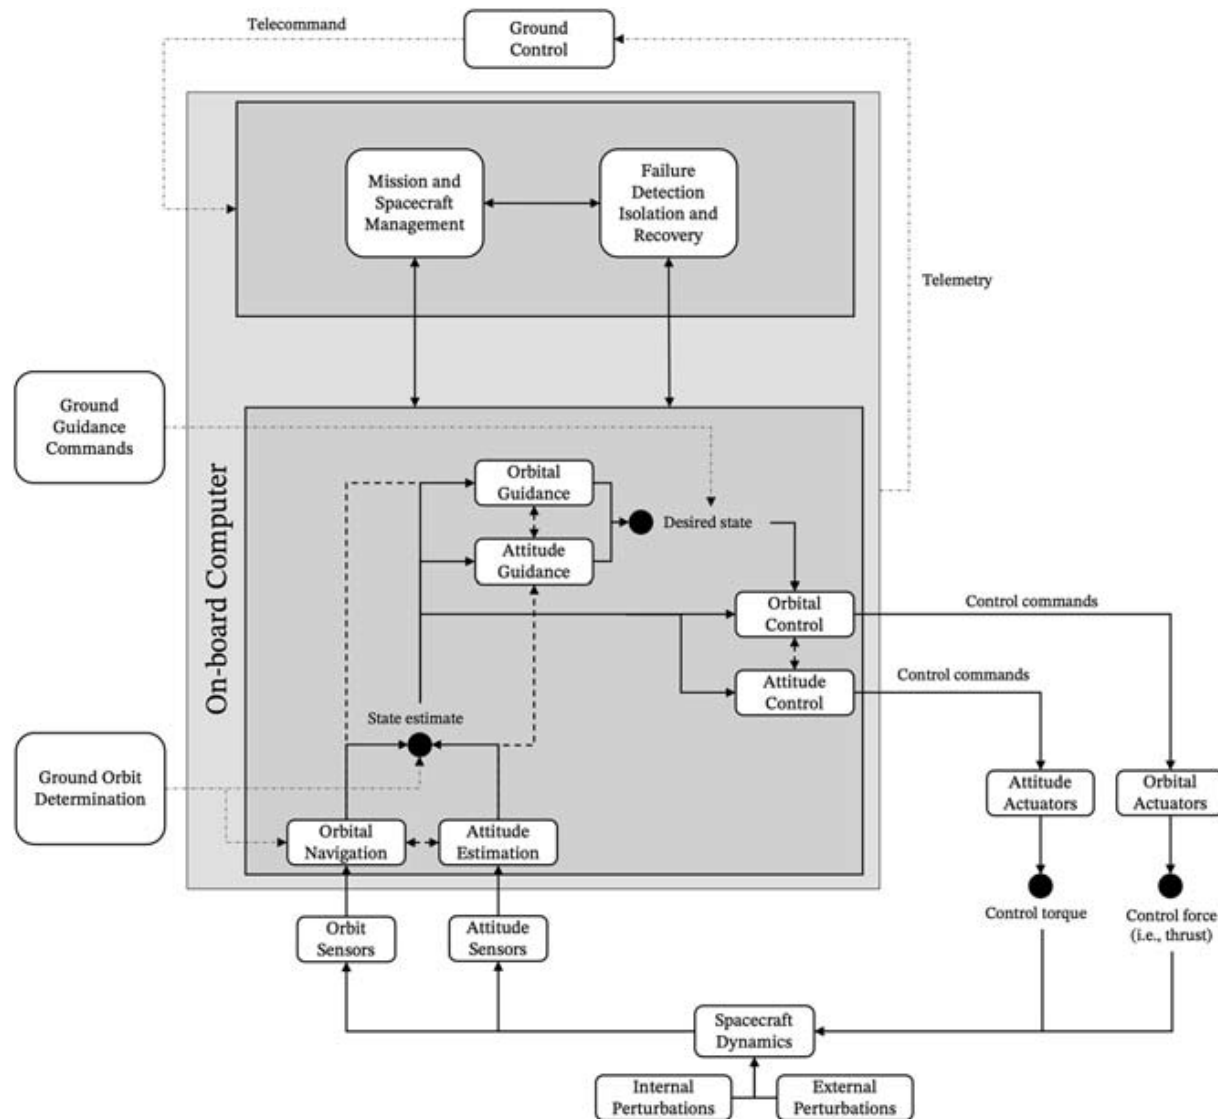 Telecommand
Ground
Control
Mission and
Spacecraft
Management
Failure
Detection
Isolation and
Recovery
Telemetry
Ground
Guidance
Commands
On-board Computer
Orbital
Guidance
Attitude
Guidance
Desired state
Orbital
Control
Control commands
Attitude
Control
Control commands
State estimate
Ground Orbit
Determination
Orbital
Navigation
Attitude
Estimation
Attitude
Actuators
Orbital
Actuators
Orbit
Sensors
Attitude
Sensors
Control torque
Control force
(i.e., thrust)
Spacecraft
Dynamics
Internal
Perturbations
External
Perturbations